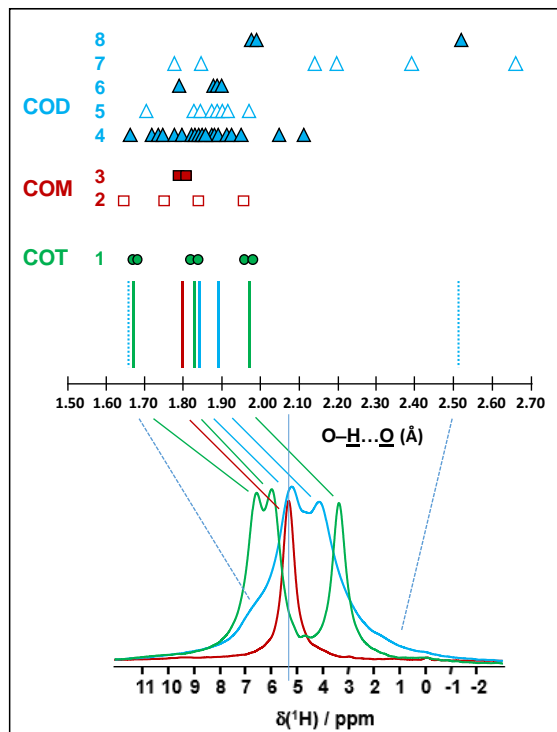 8
7
6
COD 5
4
3
COM 2
COT 1
1.50 1.60 1.70 1.80 1.90 2.00 2.10 2.20 2.30 2.40 2.50 2.60 2.70
O–H…O (Å)
11 10 9 8 7 6 5 4 3 2 1 0 -1 -2
δ(¹H) / ppm